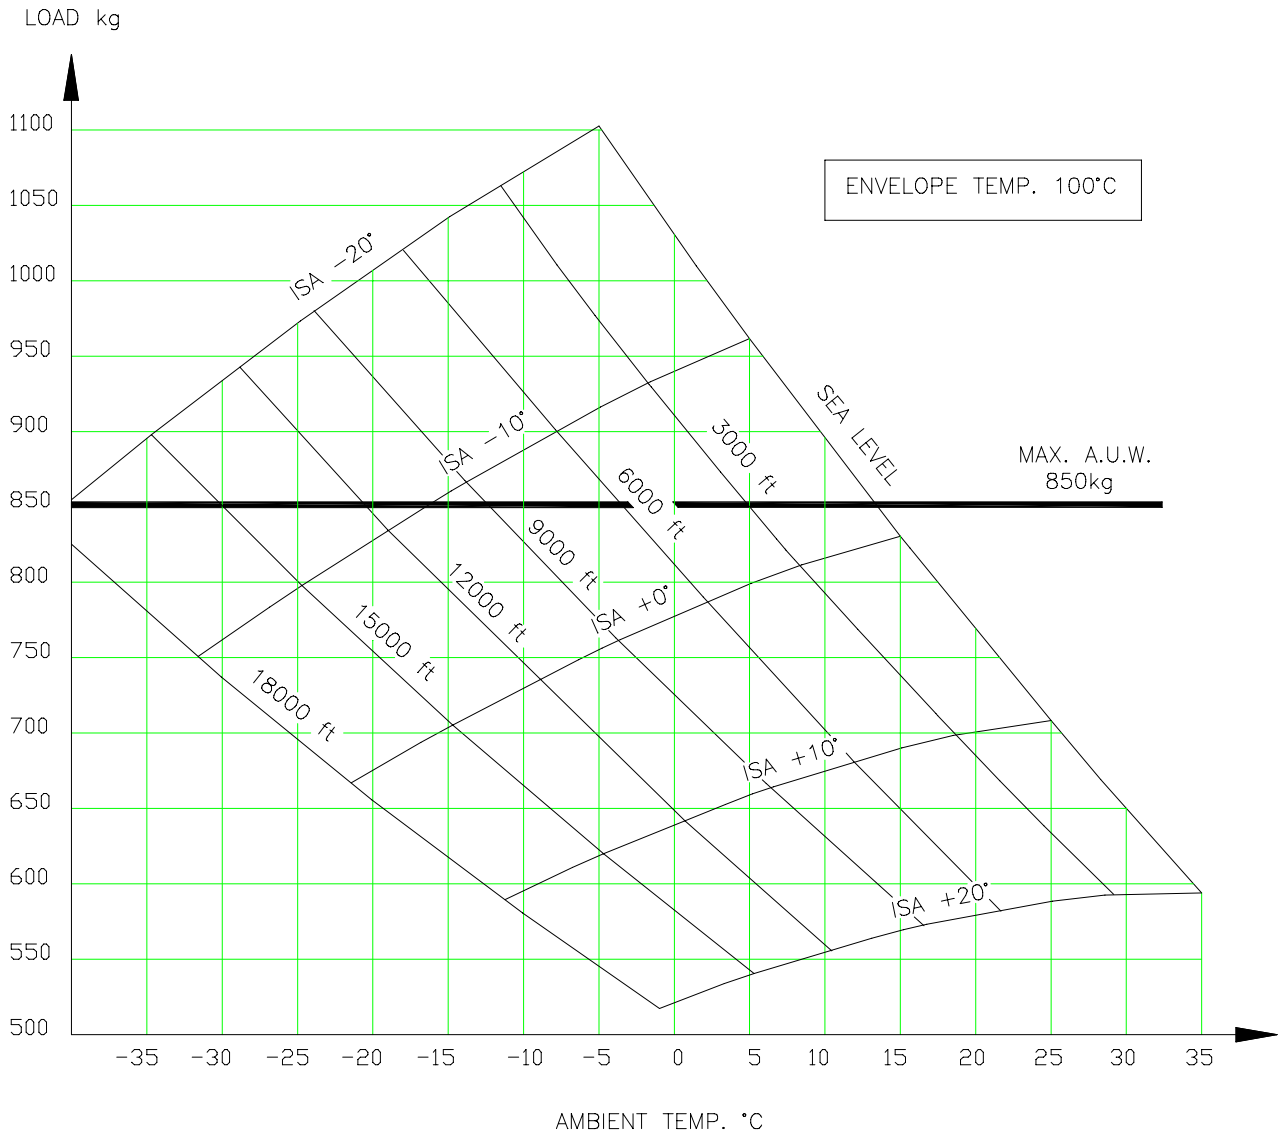 LOAD kg
1100
1050
1000
950
900
850
800
750
700
650
600
550
500
ENVELOPE TEMP. 100°C
ISA -20°
ISA -10°
SEA LEVEL
3000 ft
MAX. A.U.W.
850kg
6000 ft
9000 ft
12000 ft
ISA +0°
15000 ft
18000 ft
ISA +10°
ISA +20°
-35 -30 -25 -20 -15 -10 -5 0 5 10 15 20 25 30 35
AMBIENT TEMP. °C